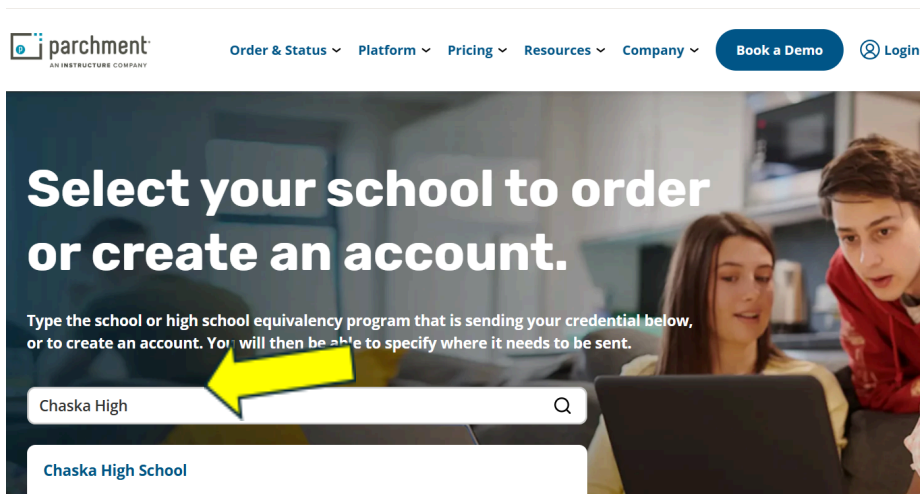 parchment
AN INSTRUCTURE COMPANY
Order & Status Platform Pricing Resources Company Book a Demo Login
Select your school to order
or create an account.
Type the school or high school equivalency program that is sending your credential below,
or to create an account. You will then be able to specify where it needs to be sent.
Chaska High
Chaska High School